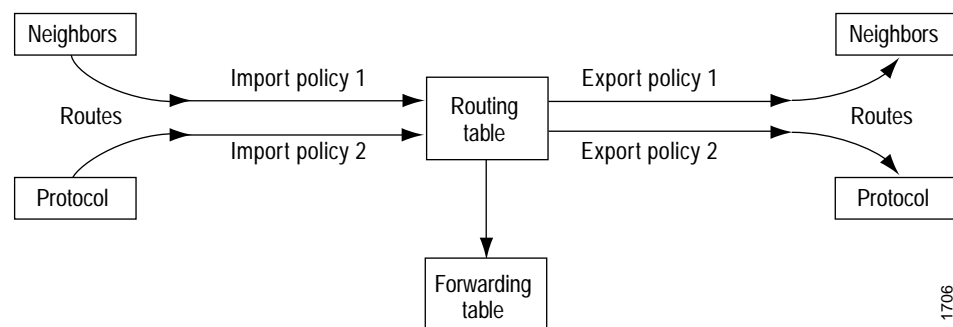 Neighbors
Neighbors
Import policy 1
Export policy 1
Routes
Routing
table
Routes
Import policy 2
Export policy 2
Protocol
Protocol
Forwarding
table
1706